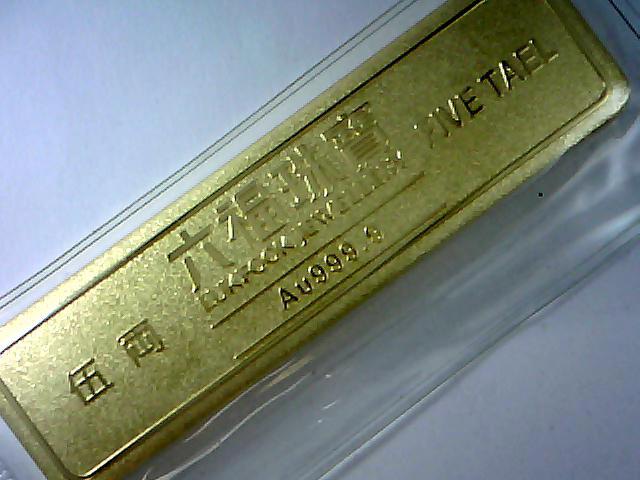 伍兩
六福珠寶
LUKFOOK JEWELLERY
Au999.9
FIVE TAEL